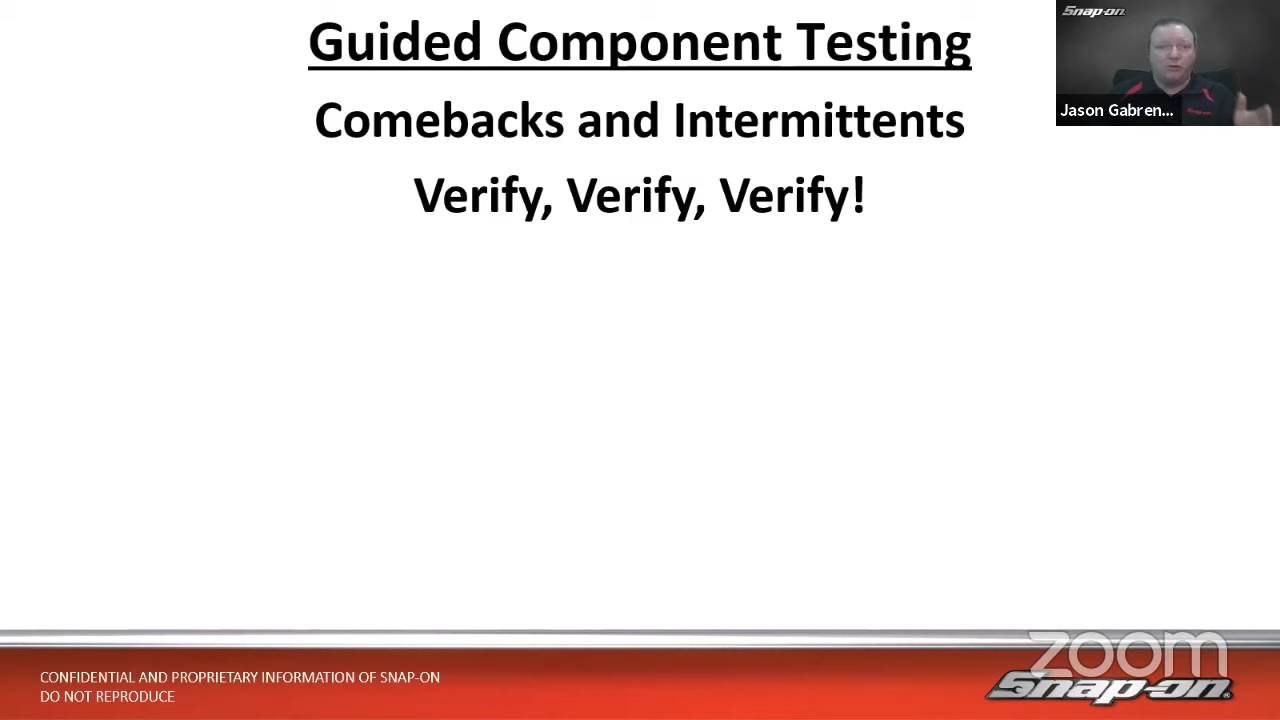 Guided Component Testing
Comebacks and Intermittents
Verify, Verify, Verify!
Snap-on
Jason Gabren...
CONFIDENTIAL AND PROPRIETARY INFORMATION OF SNAP-ON
DO NOT REPRODUCE
zoom
Snap-on®